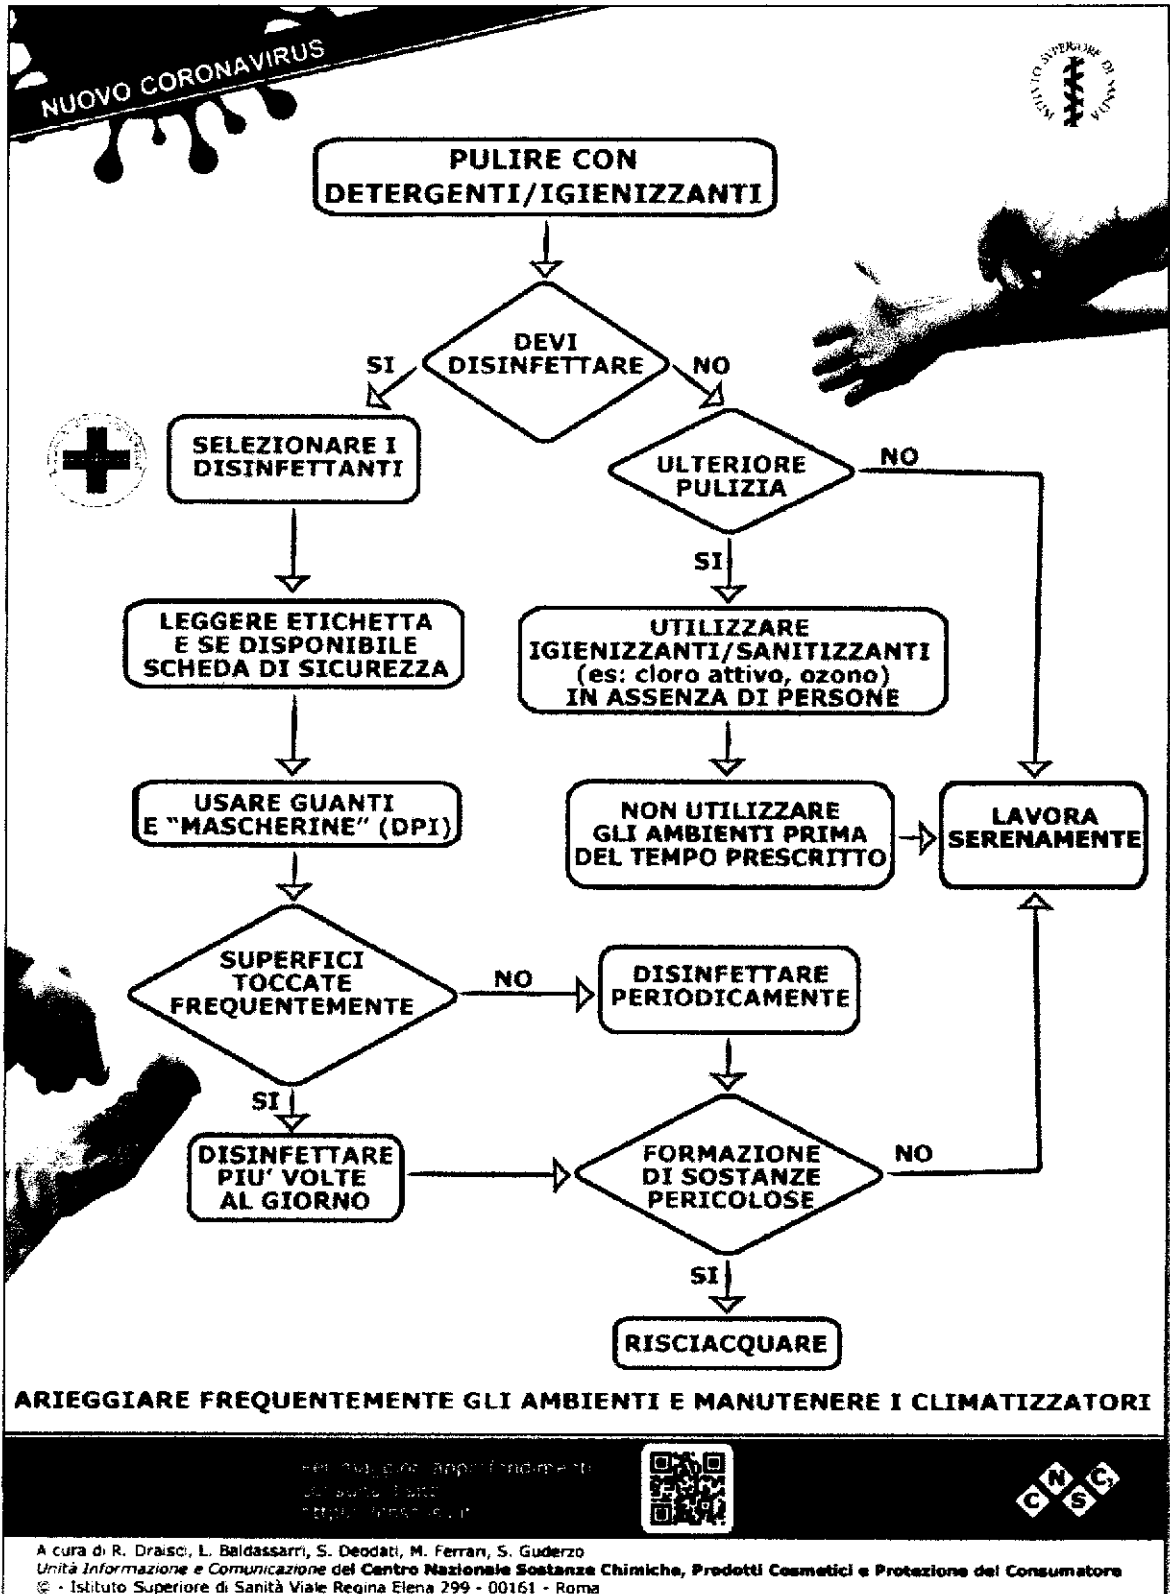 NUOVO CORONAVIRUS
ISTITUTO SUPERIORE DI SANITÀ
PULIRE CON
DETERGENTI/IGIENIZZANTI
DEVI
DISINFETTARE
SI
NO
SELEZIONARE I
DISINFETTANTI
ULTERIORE
PULIZIA
NO
SI
LEGGERE ETICHETTA
E SE DISPONIBILE
SCHEDA DI SICUREZZA
UTILIZZARE
IGIENIZZANTI/SANITIZZANTI
(es: cloro attivo, ozono)
IN ASSENZA DI PERSONE
USARE GUANTI
E "MASCHERINE" (DPI)
NON UTILIZZARE
GLI AMBIENTI PRIMA
DEL TEMPO PRESCRITTO
LAVORA
SERENAMENTE
SUPERFICI
TOCCATE
FREQUENTEMENTE
NO
DISINFETTARE
PERIODICAMENTE
SI
DISINFETTARE
PIU' VOLTE
AL GIORNO
FORMAZIONE
DI SOSTANZE
PERICOLOSE
NO
SI
RISCIACQUARE
ARIEGGIARE FREQUENTEMENTE GLI AMBIENTI E MANUTENERE I CLIMATIZZATORI
CNSC
A cura di R. Draisci, L. Baldassarri, S. Deodati, M. Ferrari, S. Guderzo
Unità Informazione e Comunicazione del Centro Nazionale Sostanze Chimiche, Prodotti Cosmetici e Protezione del Consumatore
© - Istituto Superiore di Sanità Viale Regina Elena 299 - 00161 - Roma